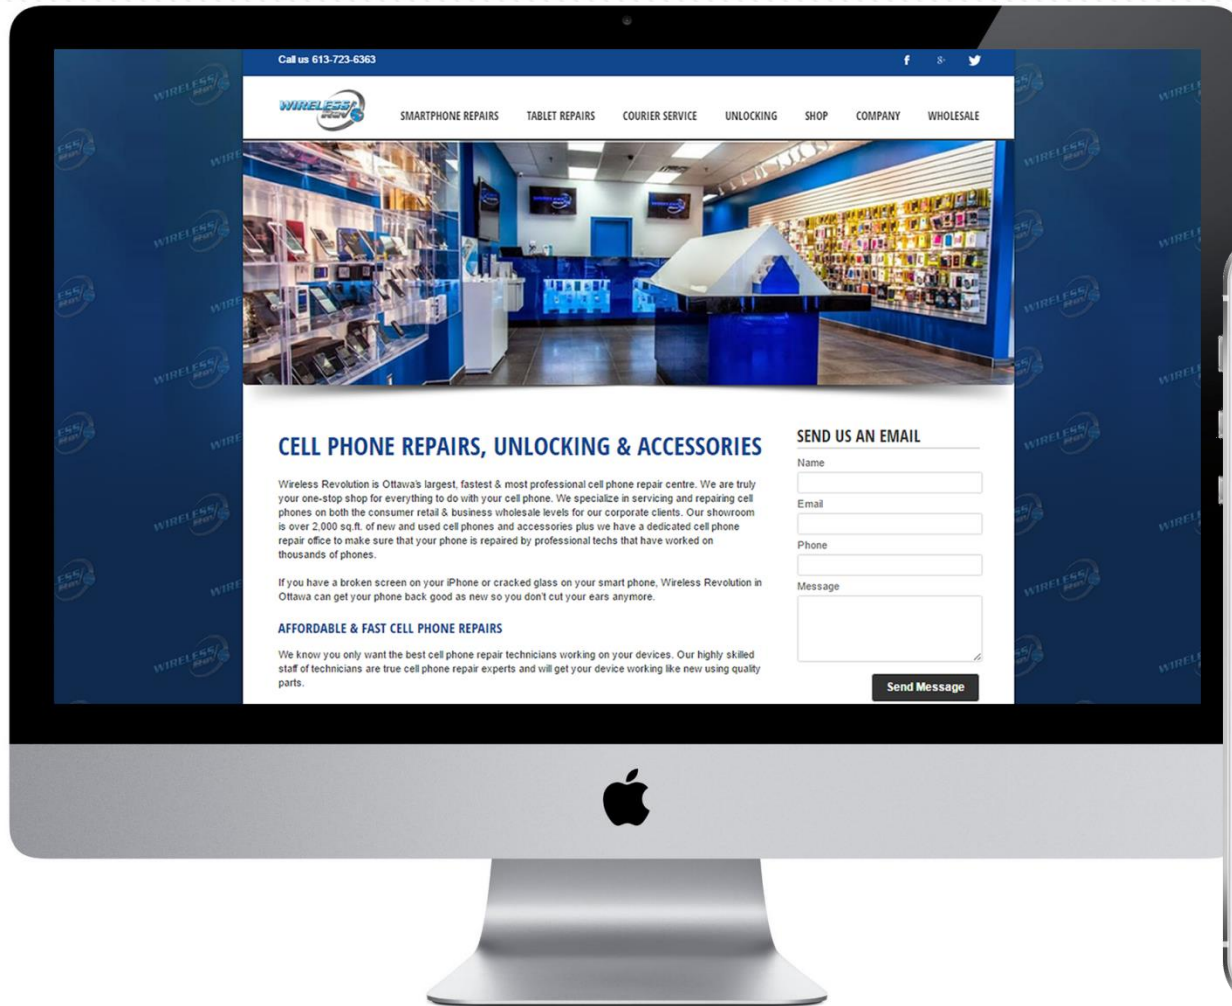 Call us 613-723-6363
WIRELESS
Rev
SMARTPHONE REPAIRS TABLET REPAIRS COURIER SERVICE UNLOCKING SHOP COMPANY WHOLESALE
CELL PHONE REPAIRS, UNLOCKING & ACCESSORIES
Wireless Revolution is Ottawa's largest, fastest & most professional cell phone repair centre. We are truly
your one-stop shop for everything to do with your cell phone. We specialize in servicing and repairing cell
phones on both the consumer retail & business wholesale levels for our corporate clients. Our showroom
is over 2,000 sq.ft. of new and used cell phones and accessories plus we have a dedicated cell phone
repair office to make sure that your phone is repaired by professional techs that have worked on
thousands of phones.
If you have a broken screen on your iPhone or cracked glass on your smart phone, Wireless Revolution in
Ottawa can get your phone back good as new so you don't cut your ears anymore.
AFFORDABLE & FAST CELL PHONE REPAIRS
We know you only want the best cell phone repair technicians working on your devices. Our highly skilled
staff of technicians are true cell phone repair experts and will get your device working like new using quality
parts.
SEND US AN EMAIL
Name
Email
Phone
Message
Send Message